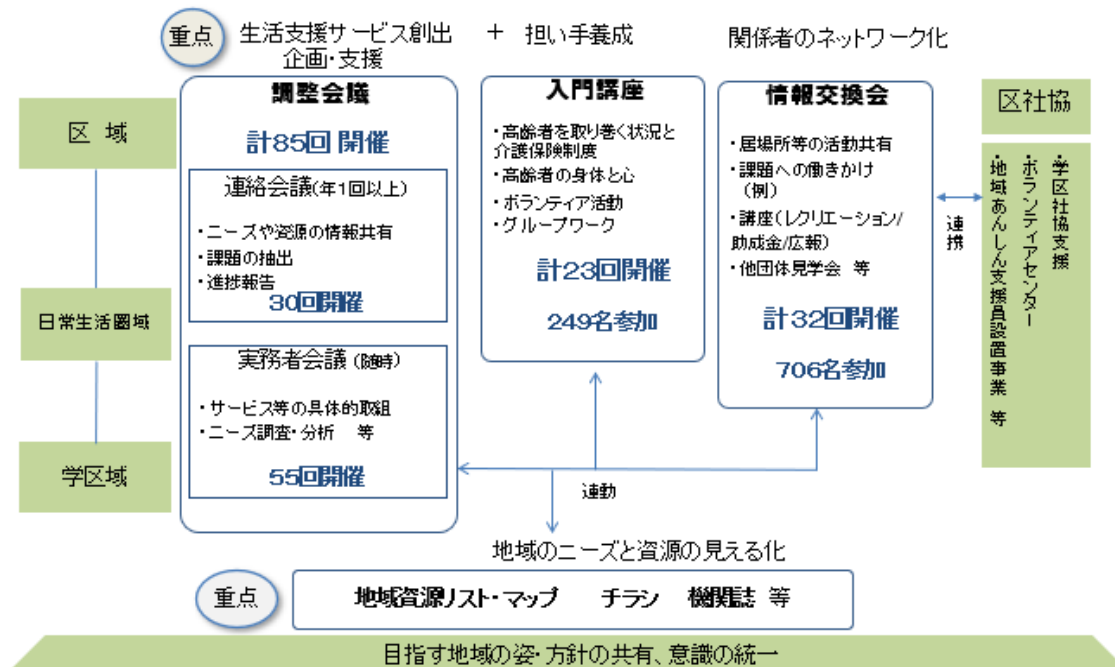 重点
生活支援サービス創出 ＋ 担い手養成
企画・支援
関係者のネットワーク化
区 域
日常生活圏域
学区域
調整会議
計85回 開催
連絡会議(年1回以上)
・ニーズや資源の情報共有
・課題の抽出
・進捗報告
30回開催
実務者会議(随時)
・サービス等の具体的取組
・ニーズ調査・分析　等
55回開催
入門講座
・高齢者を取り巻く状況と
介護保険制度
・高齢者の身体と心
・ボランティア活動
・グループワーク
計23回開催
249名参加
情報交換会
・居場所等の活動共有
・課題への働きかけ
（例）
・講座(レクリエーション/
助成金/広報)
・他団体見学会　等
計32回開催
706名参加
連携
区社協
・学区社協支援
・ボランティアセンター
・地域あんしん支援員設置事業　等
連動
地域のニーズと資源の見える化
重点
地域資源リスト・マップ　チラシ　機関誌 等
目指す地域の姿・方針の共有、意識の統一